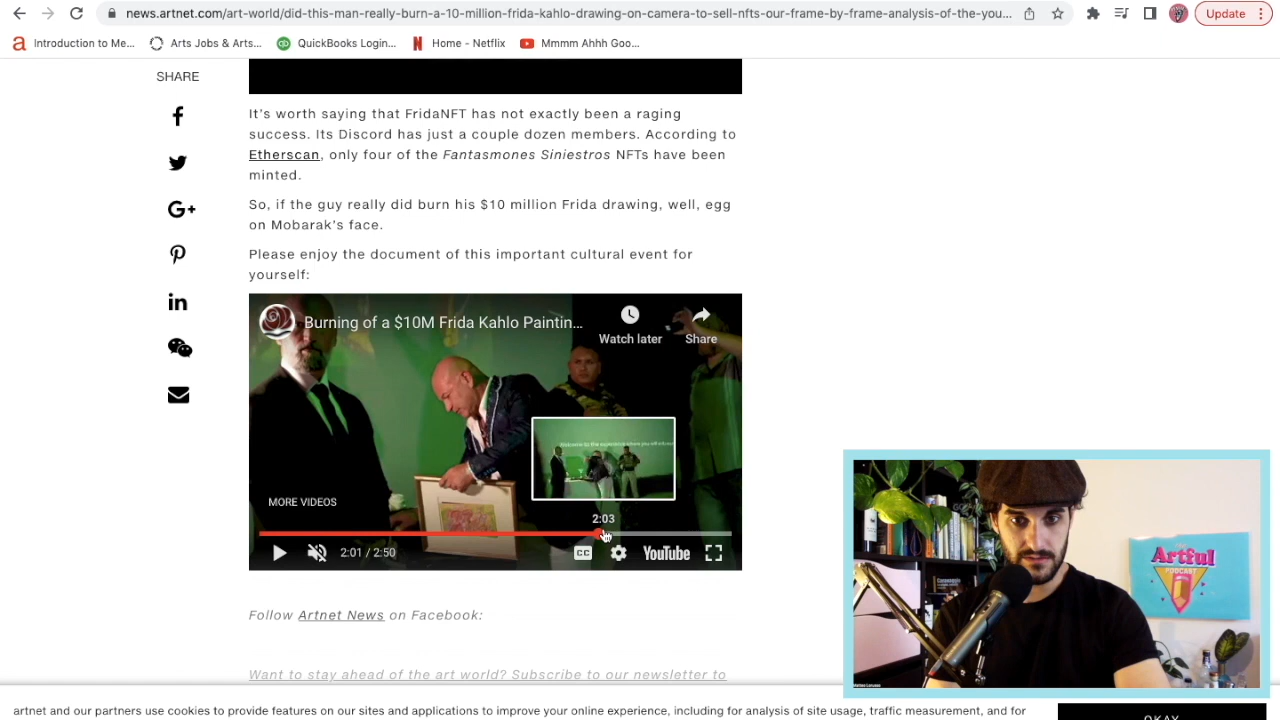 news.artnet.com/art-world/did-this-man-really-burn-a-10-million-frida-kahlo-drawing-on-camera-to-sell-nfts-our-frame-by-frame-analysis-of-the-you...
Update
Introduction to Me...
Arts Jobs & Arts...
QuickBooks Login...
Home - Netflix
Mmmm Ahhh Goo...
SHARE
It's worth saying that FridaNFT has not exactly been a raging
success. Its Discord has just a couple dozen members. According to
Etherscan, only four of the Fantasmones Siniestros NFTs have been
minted.
So, if the guy really did burn his $10 million Frida drawing, well, egg
on Mobarak's face.
Please enjoy the document of this important cultural event for
yourself:
Burning of a $10M Frida Kahlo Paintin...
Watch later
Share
MORE VIDEOS
2:03
2:01 / 2:50
CC
YouTube
Follow Artnet News on Facebook:
Want to stay ahead of the art world? Subscribe to our newsletter to
artnet and our partners use cookies to provide features on our sites and applications to improve your online experience, including for analysis of site usage, traffic measurement, and for
OKAY
The
Artful
PODCAST